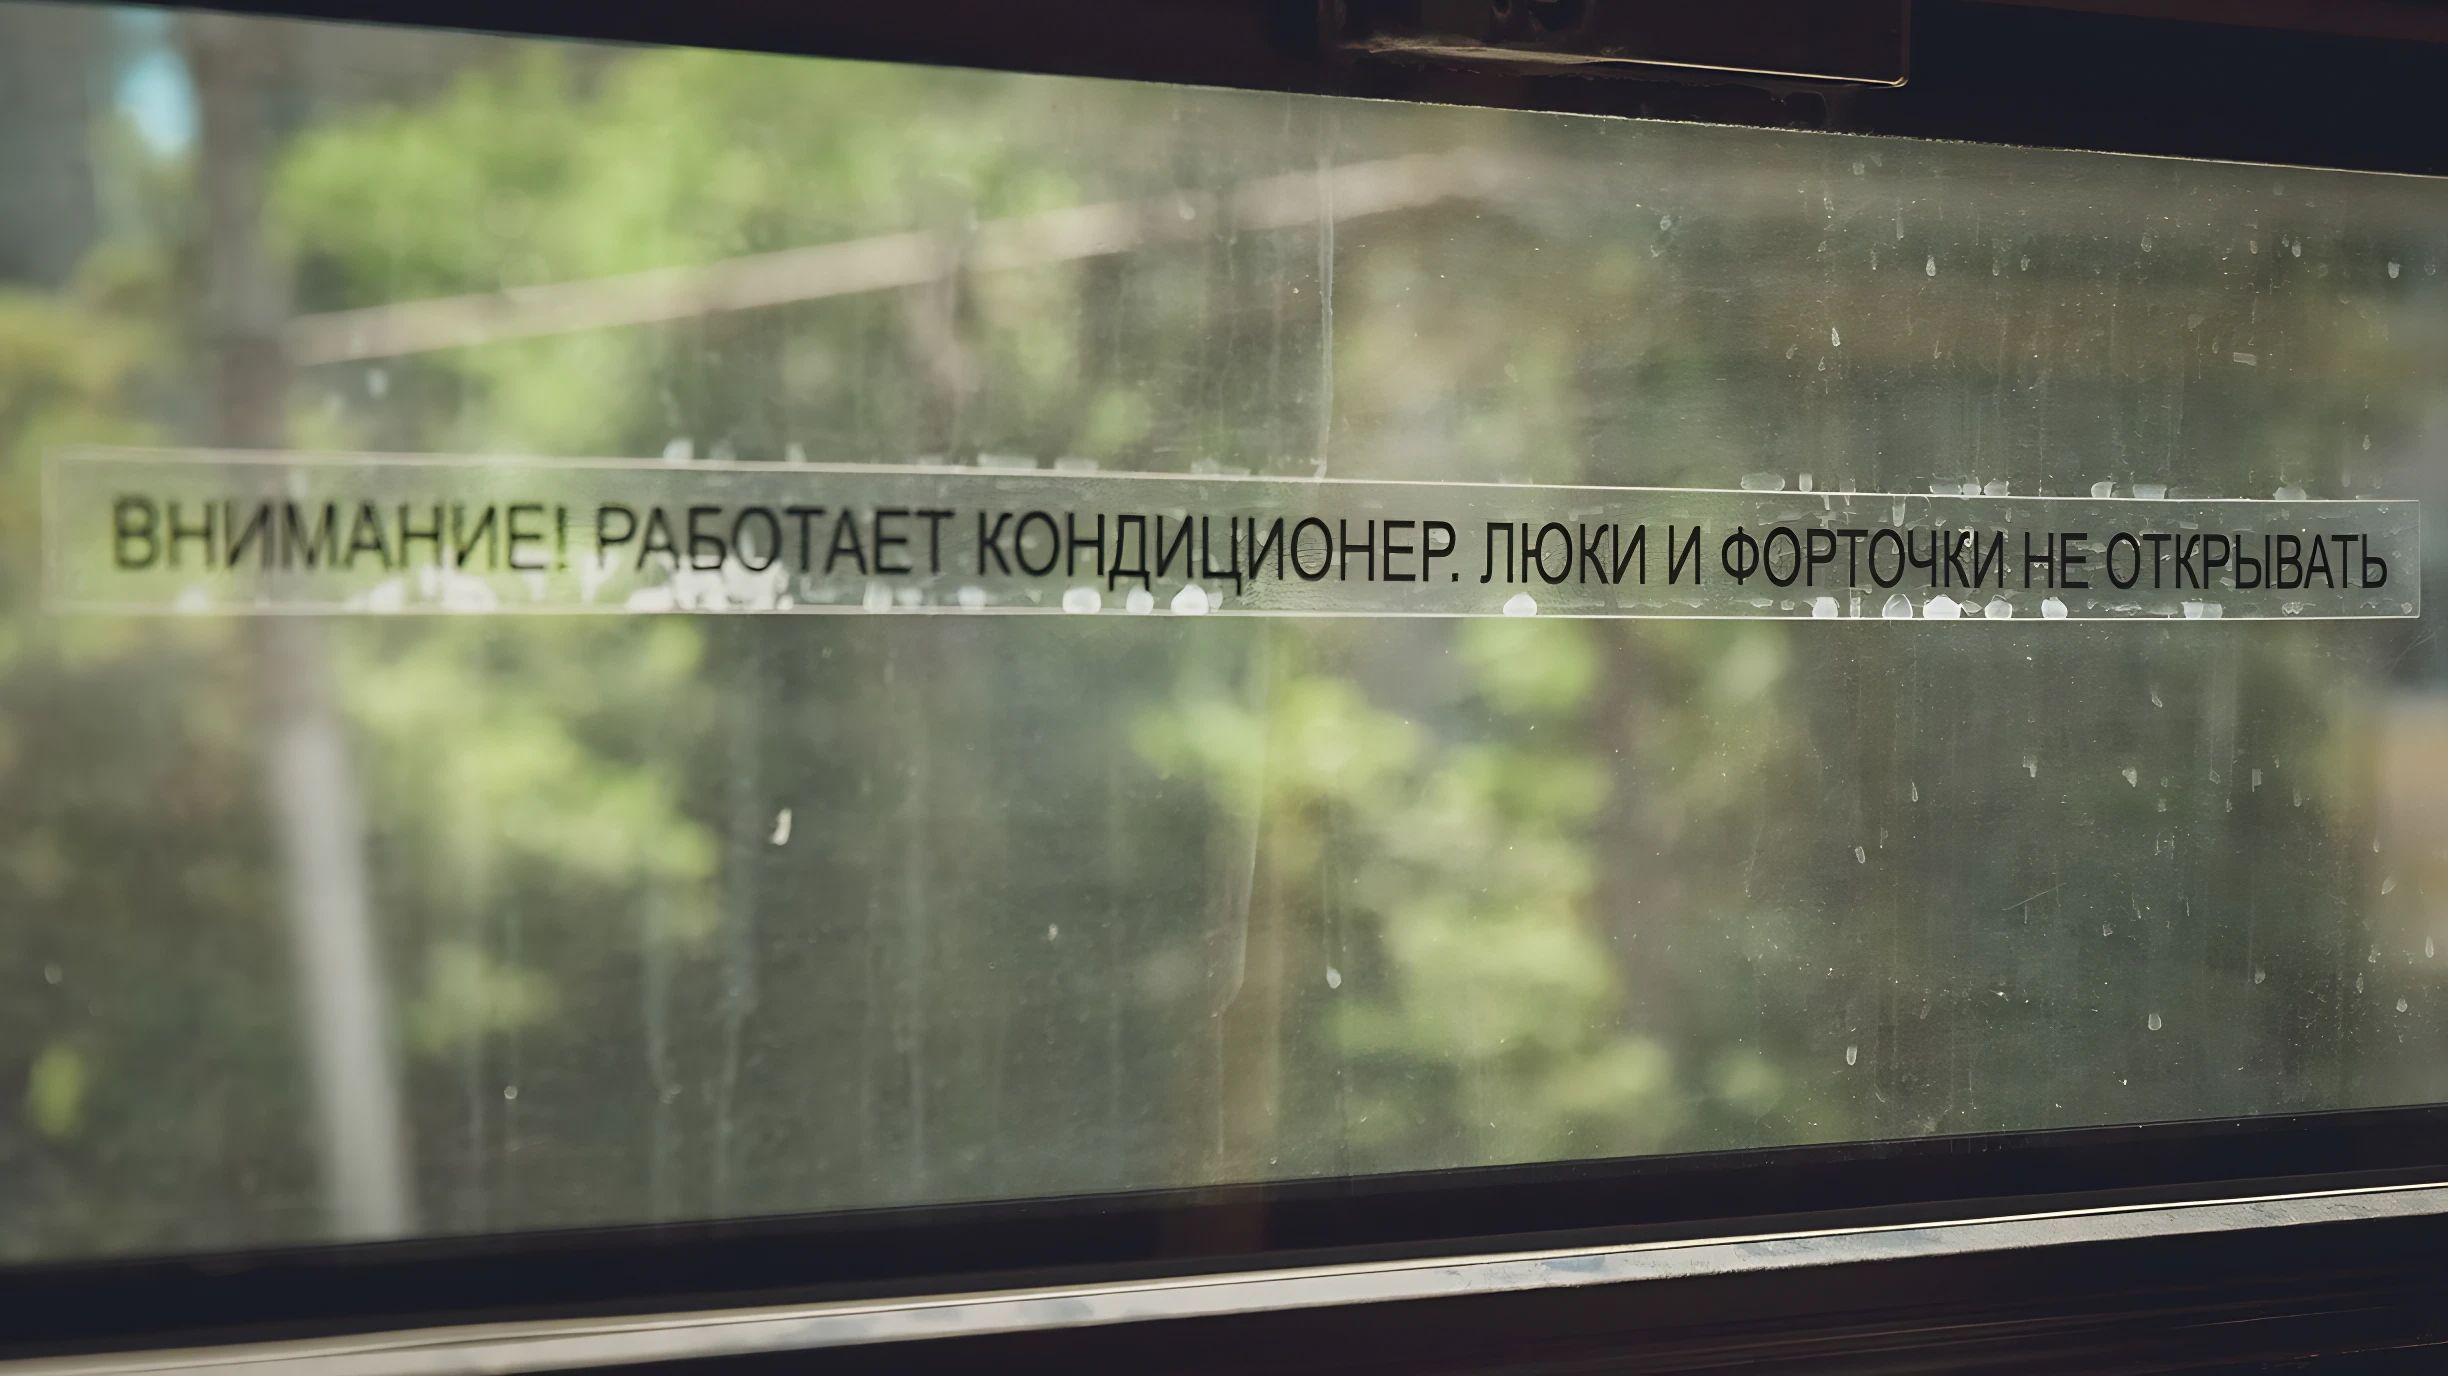 ВНИМАНИЕ! РАБОТАЕТ КОНДИЦИОНЕР. ЛЮКИ И ФОРТОЧКИ НЕ ОТКРЫВАТЬ